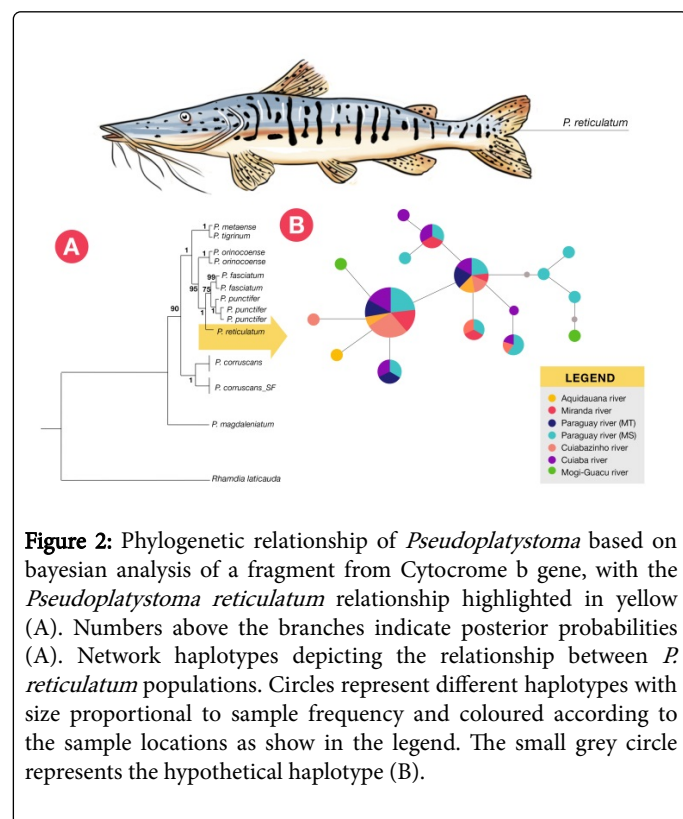 P. reticulatum
A
B
P. metaense
P. tigrinum
P. orinocoense
P. orinocoense
P. fasciatum
P. fasciatum
P. punctifer
P. punctifer
P. punctifer
P. reticulatum
P. corruscans
P. corruscans_SF
P. magdaleniatum
Rhamdia laticauda
1
1
1
95
99
75
1
1
90
1
LEGEND
Aquidauana river
Miranda river
Paraguay river (MT)
Paraguay river (MS)
Cuiabazinho river
Cuiaba river
Mogi-Guacu river
Figure 2: Phylogenetic relationship of Pseudoplatystoma based on
bayesian analysis of a fragment from Cytocrome b gene, with the
Pseudoplatystoma reticulatum relationship highlighted in yellow
(A). Numbers above the branches indicate posterior probabilities
(A). Network haplotypes depicting the relationship between P.
reticulatum populations. Circles represent different haplotypes with
size proportional to sample frequency and coloured according to
the sample locations as show in the legend. The small grey circle
represents the hypothetical haplotype (B).